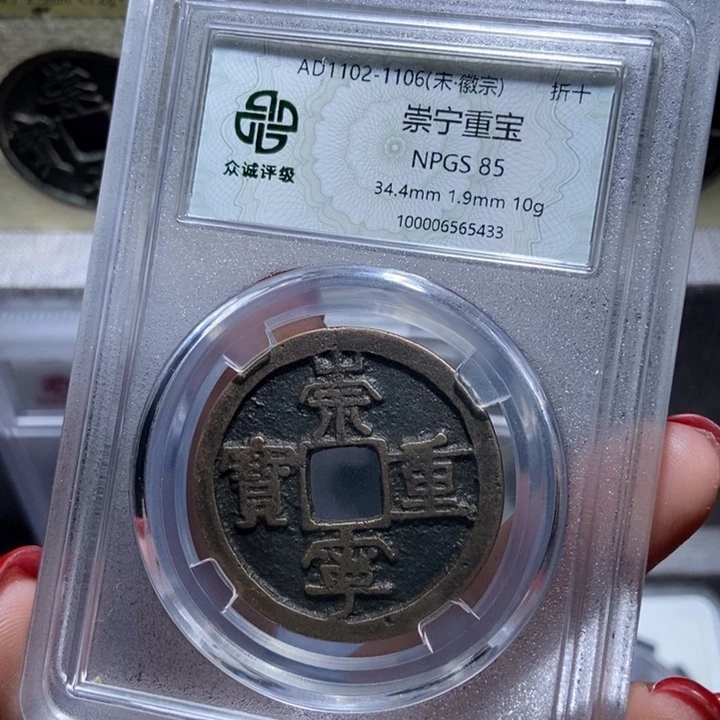 AD1102-1106(宋·徽宗) 折十
崇宁重宝
NPGS 85
34.4mm 1.9mm 10g
100006565433
众诚评级
崇
寧
重
寶